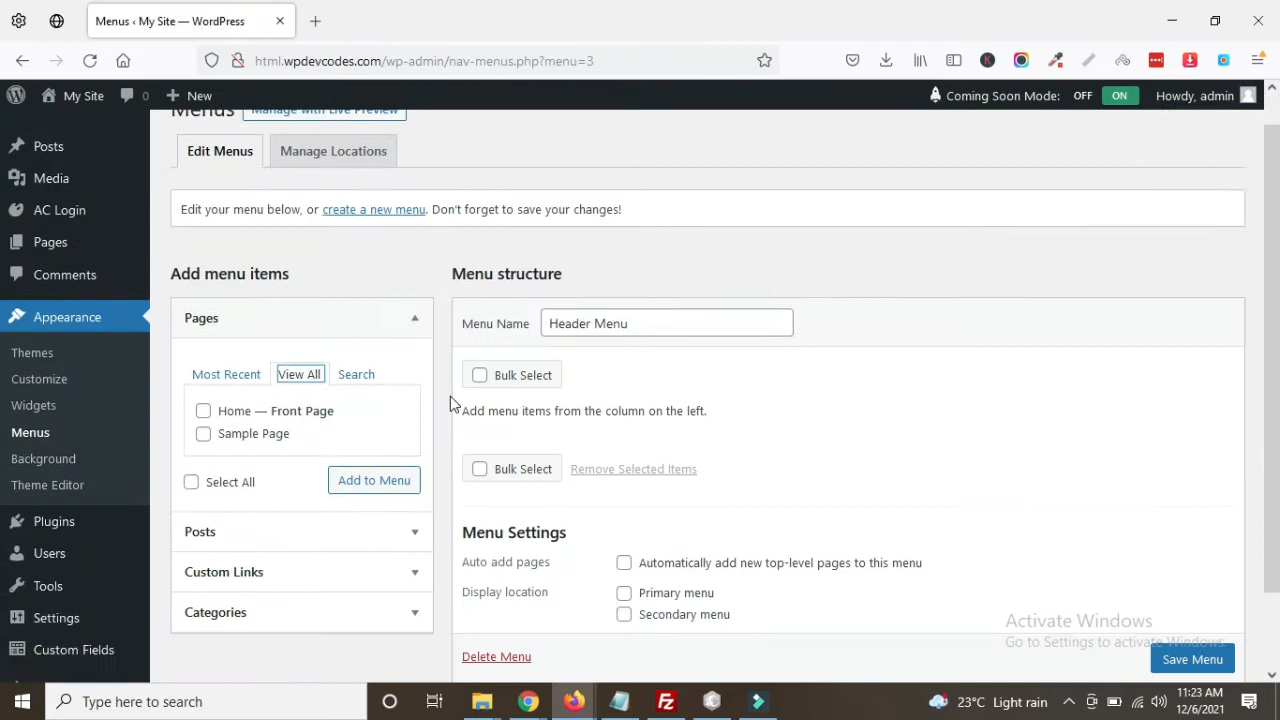 Menus ‹ My Site — WordPress
html.wpdevcodes.com/wp-admin/nav-menus.php?menu=3
My Site 0 New Coming Soon Mode: OFF ON Howdy, admin
Menus Manage with Live Preview
Edit Menus Manage Locations
Edit your menu below, or create a new menu. Don't forget to save your changes!
Posts
Media
AC Login
Pages
Comments
Appearance
Themes
Customize
Widgets
Menus
Background
Theme Editor
Plugins
Users
Tools
Settings
Custom Fields
Add menu items
Pages
Most Recent View All Search
Home — Front Page
Sample Page
Select All Add to Menu
Posts
Custom Links
Categories
Menu structure
Menu Name Header Menu
Bulk Select
Add menu items from the column on the left.
Bulk Select Remove Selected Items
Menu Settings
Auto add pages Automatically add new top-level pages to this menu
Display location Primary menu
Secondary menu
Delete Menu Save Menu
Activate Windows
Go to Settings to activate Windows.
Type here to search
23°C Light rain
11:23 AM
12/6/2021